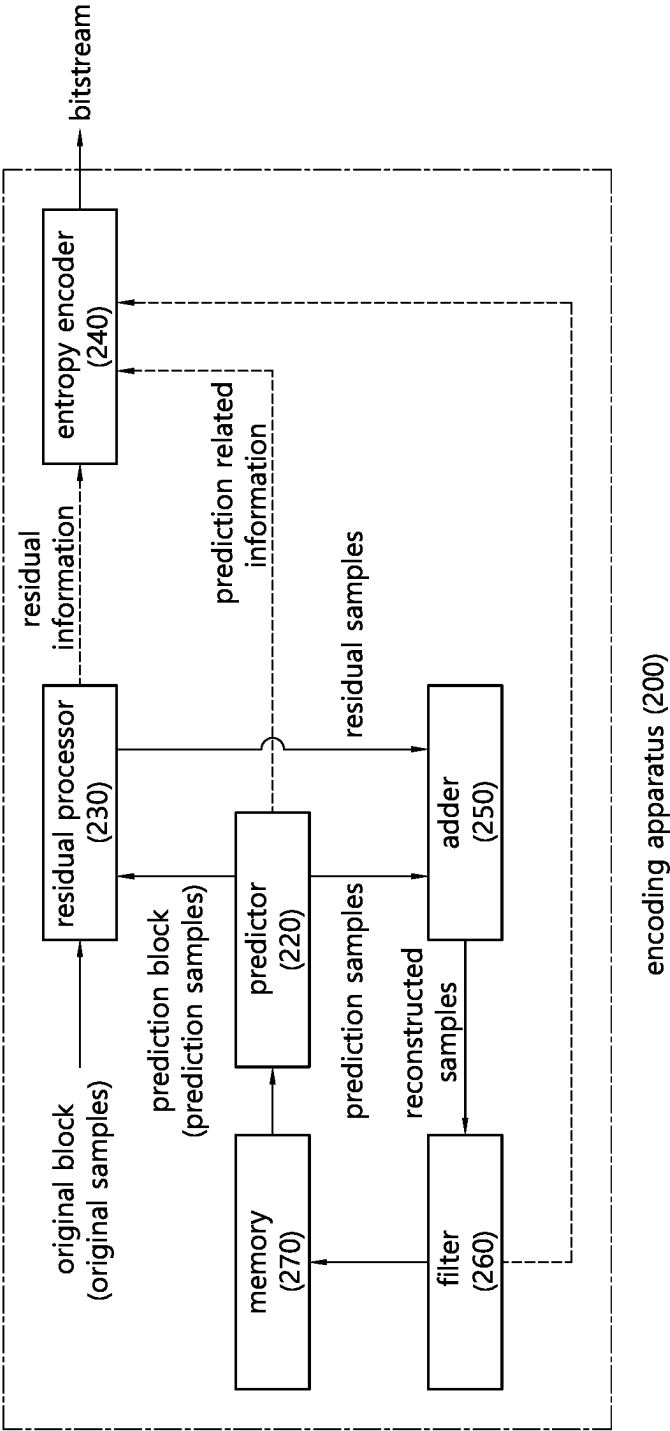 original block
(original samples)
residual processor
(230)
residual
information
entropy encoder
(240)
bitstream
prediction block
(prediction samples)
prediction related
information
memory
(270)
predictor
(220)
prediction samples
residual samples
reconstructed
samples
filter
(260)
adder
(250)
encoding apparatus (200)